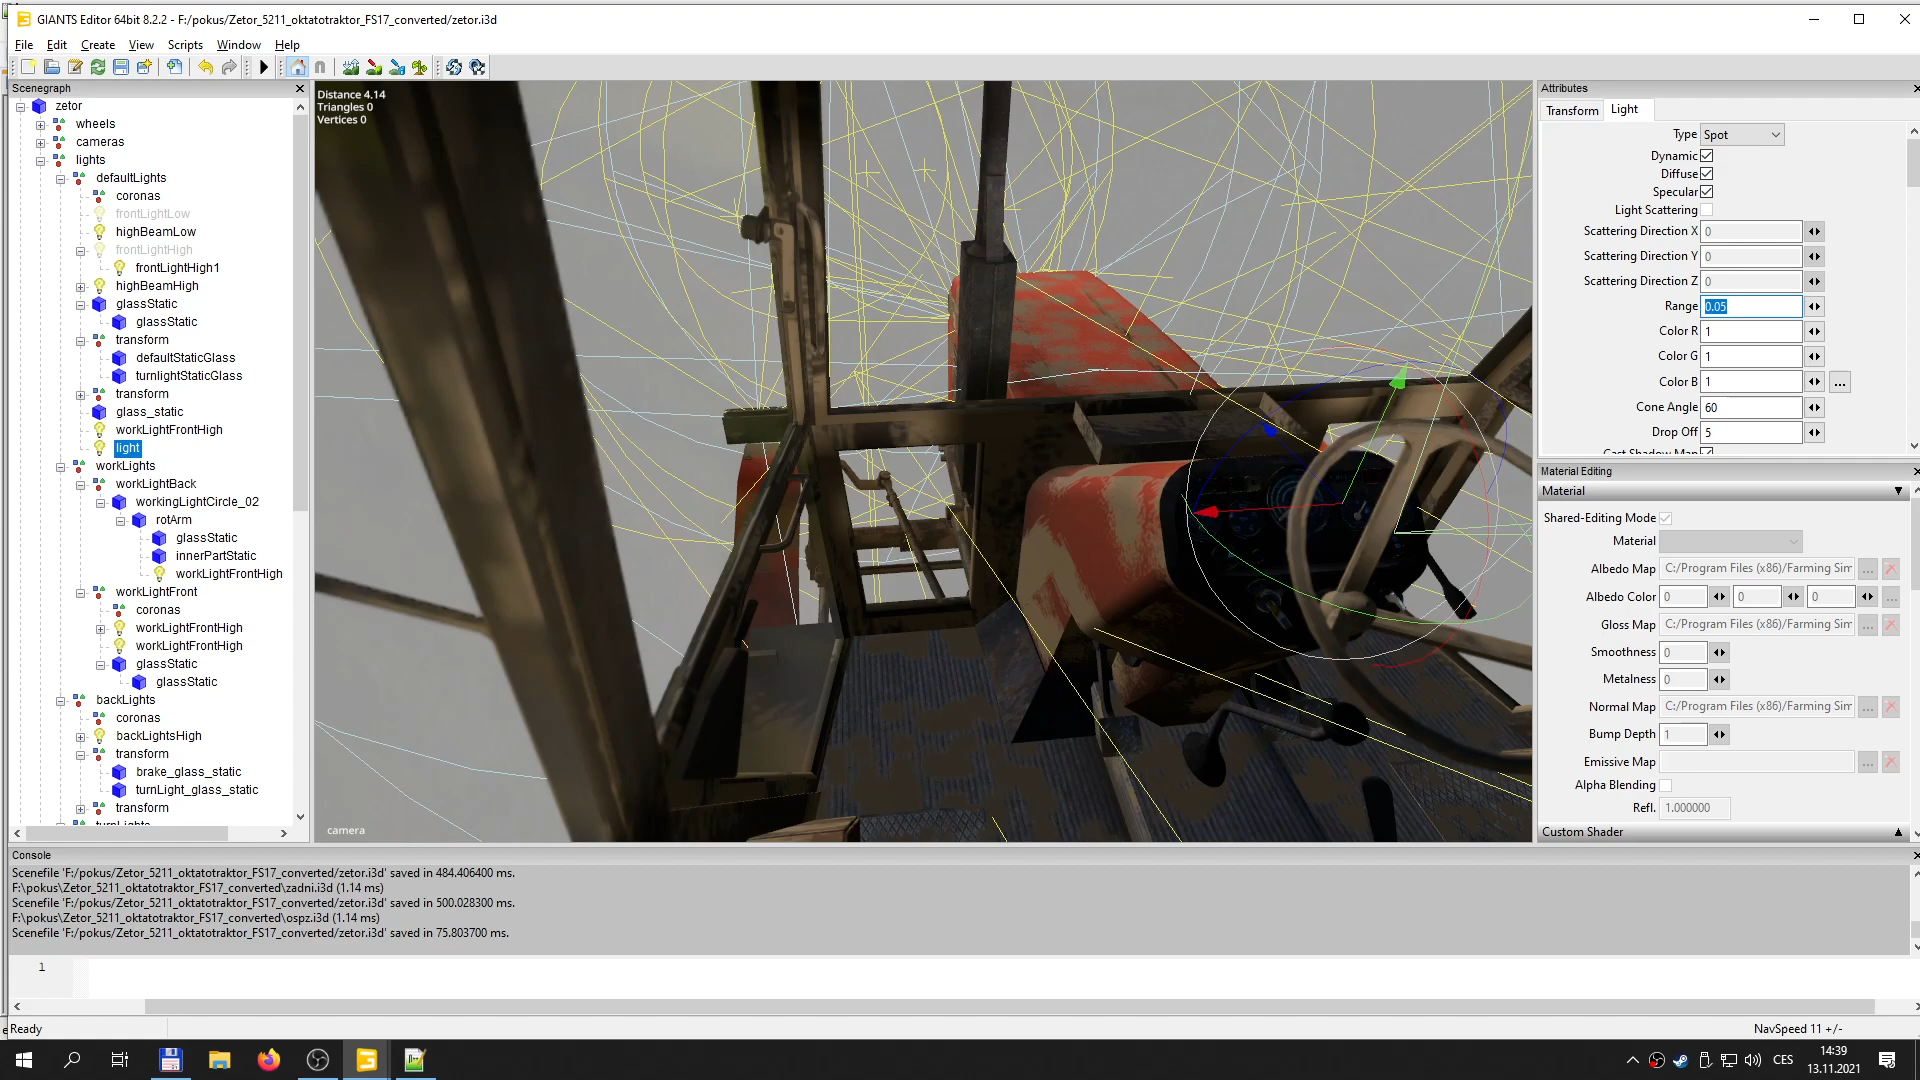 GIANTS Editor 64bit 8.2.2 - F:/pokus/Zetor_5211_oktatotraktor_FS17_converted/zetor.i3d
File Edit Create View Scripts Window Help
Scenegraph
zetor
wheels
cameras
lights
defaultLights
coronas
frontLightLow
highBeamLow
frontLightHigh
frontLightHigh1
highBeamHigh
glassStatic
glassStatic
transform
defaultStaticGlass
turnlightStaticGlass
transform
glass_static
workLightFrontHigh
light
workLights
workLightBack
workingLightCircle_02
rotArm
glassStatic
innerPartStatic
workLightFrontHigh
workLightFront
coronas
workLightFrontHigh
workLightFrontHigh
glassStatic
glassStatic
backLights
coronas
backLightsHigh
transform
brake_glass_static
turnLight_glass_static
transform
Distance 4.14
Triangles 0
Vertices 0
camera
Attributes
Transform Light
Type Spot
Dynamic
Diffuse
Specular
Light Scattering
Scattering Direction X 0
Scattering Direction Y 0
Scattering Direction Z 0
Range 0.05
Color R 1
Color G 1
Color B 1 ...
Cone Angle 60
Drop Off 5
Cast Shadow Map
Material Editing
Material
Shared-Editing Mode
Material
Albedo Map C:/Program Files (x86)/Farming Sim ...
Albedo Color 0 0 0 ...
Gloss Map C:/Program Files (x86)/Farming Sim ...
Smoothness 0
Metalness 0
Normal Map C:/Program Files (x86)/Farming Sim ...
Bump Depth 1
Emissive Map ...
Alpha Blending
Refl. 1.000000
Custom Shader
Console
Scenefile 'F:/pokus/Zetor_5211_oktatotraktor_FS17_converted/zetor.i3d' saved in 484.406400 ms.
F:\pokus\Zetor_5211_oktatotraktor_FS17_converted\zadni.i3d (1.14 ms)
Scenefile 'F:/pokus/Zetor_5211_oktatotraktor_FS17_converted/zetor.i3d' saved in 500.028300 ms.
F:\pokus\Zetor_5211_oktatotraktor_FS17_converted\ospz.i3d (1.14 ms)
Scenefile 'F:/pokus/Zetor_5211_oktatotraktor_FS17_converted/zetor.i3d' saved in 75.803700 ms.
1
Ready
NavSpeed 11 +/-
CES
14:39
13.11.2021